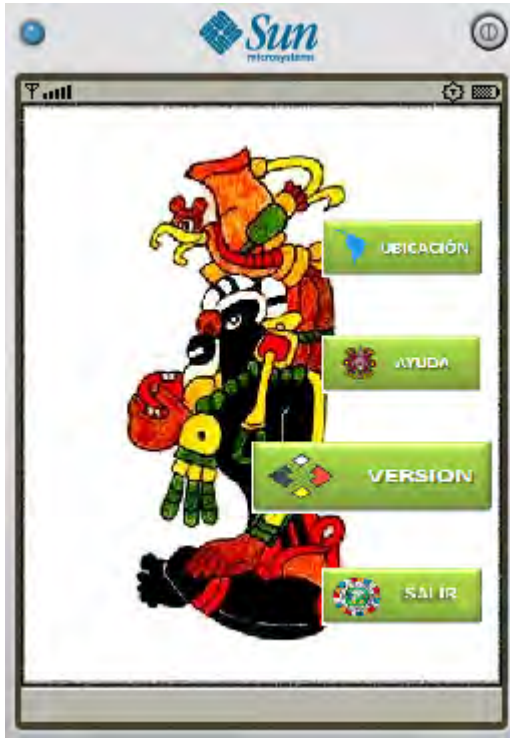 Sun
microsystems
UBICACIÓN
AYUDA
VERSION
SALIR